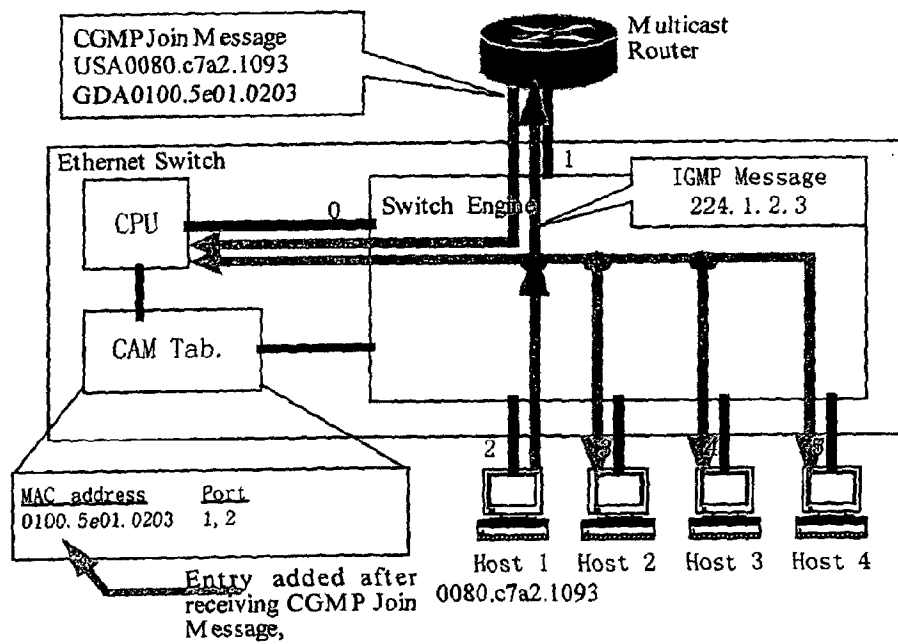 CGMP Join Message
USA0080.c7a2.1093
GDA0100.5e01.0203
Multicast
Router
Ethernet Switch
1
IGMP Message
224. 1. 2. 3
CPU
0
Switch Engine
CAM Tab.
2
3
4
5
MAC address Port
0100.5e01.0203 1, 2
Host 1 Host 2 Host 3 Host 4
0080.c7a2.1093
Entry added after
receiving CGMP Join
Message,